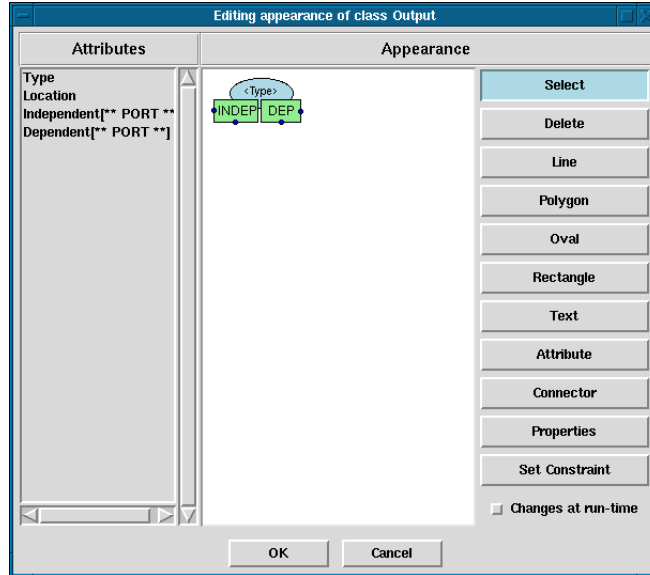 Editing appearance of class Output
Attributes
Appearance
Type
Location
Independent[** PORT **
Dependent[** PORT **]
<Type>
INDEP DEP
Select
Delete
Line
Polygon
Oval
Rectangle
Text
Attribute
Connector
Properties
Set Constraint
Changes at run-time
OK
Cancel